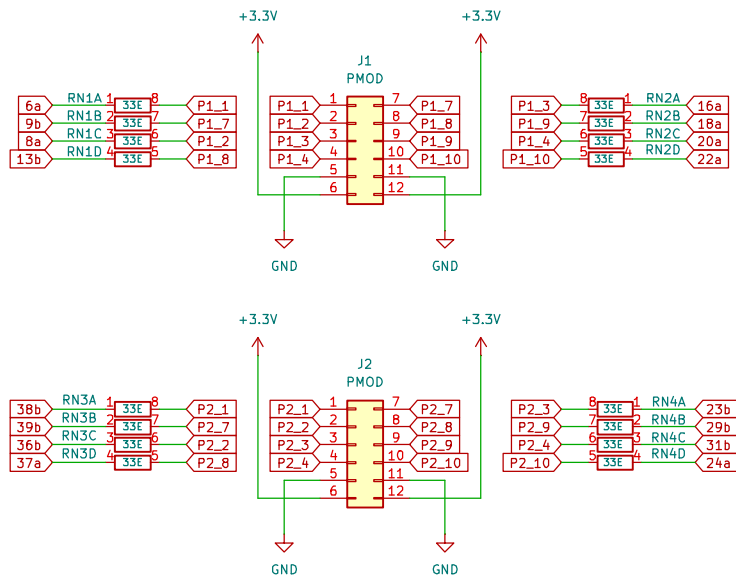 +3.3V +3.3V
J1
PMOD
6a RN1A 1 33E 8 P1_1 P1_1 1 7 P1_7 P1_3 8 33E 1 RN2A 16a
9b RN1B 2 33E 7 P1_7 P1_2 2 8 P1_8 P1_9 7 33E 2 RN2B 18a
8a RN1C 3 33E 6 P1_2 P1_3 3 9 P1_9 P1_4 6 33E 3 RN2C 20a
13b RN1D 4 33E 5 P1_8 P1_4 4 10 P1_10 P1_10 5 33E 4 RN2D 22a
5 11
6 12
GND GND
+3.3V +3.3V
J2
PMOD
38b RN3A 1 33E 8 P2_1 P2_1 1 7 P2_7 P2_3 8 33E 1 RN4A 23b
39b RN3B 2 33E 7 P2_7 P2_2 2 8 P2_8 P2_9 7 33E 2 RN4B 29b
36b RN3C 3 33E 6 P2_2 P2_3 3 9 P2_9 P2_4 6 33E 3 RN4C 31b
37a RN3D 4 33E 5 P2_8 P2_4 4 10 P2_10 P2_10 5 33E 4 RN4D 24a
5 11
6 12
GND GND